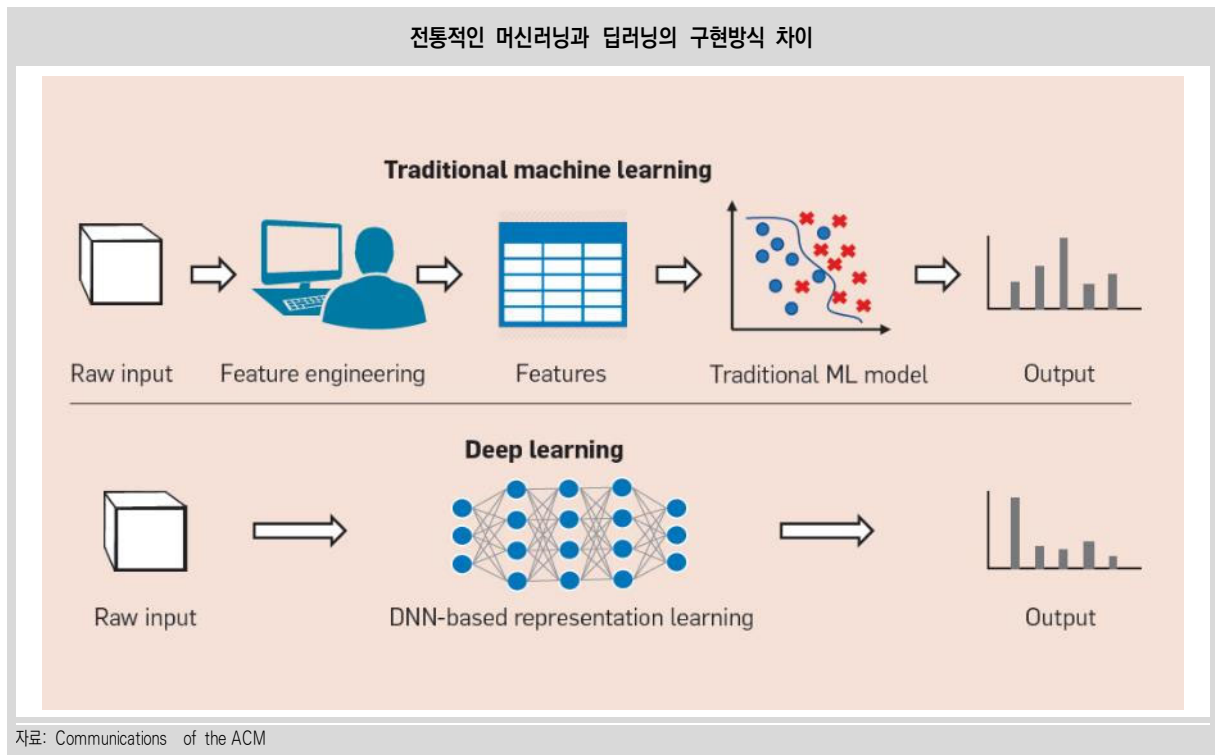 전통적인 머신러닝과 딥러닝의 구현방식 차이
Traditional machine learning
Raw input
Feature engineering
Features
Traditional ML model
Output
Deep learning
Raw input
DNN-based representation learning
Output
자료: Communications of the ACM